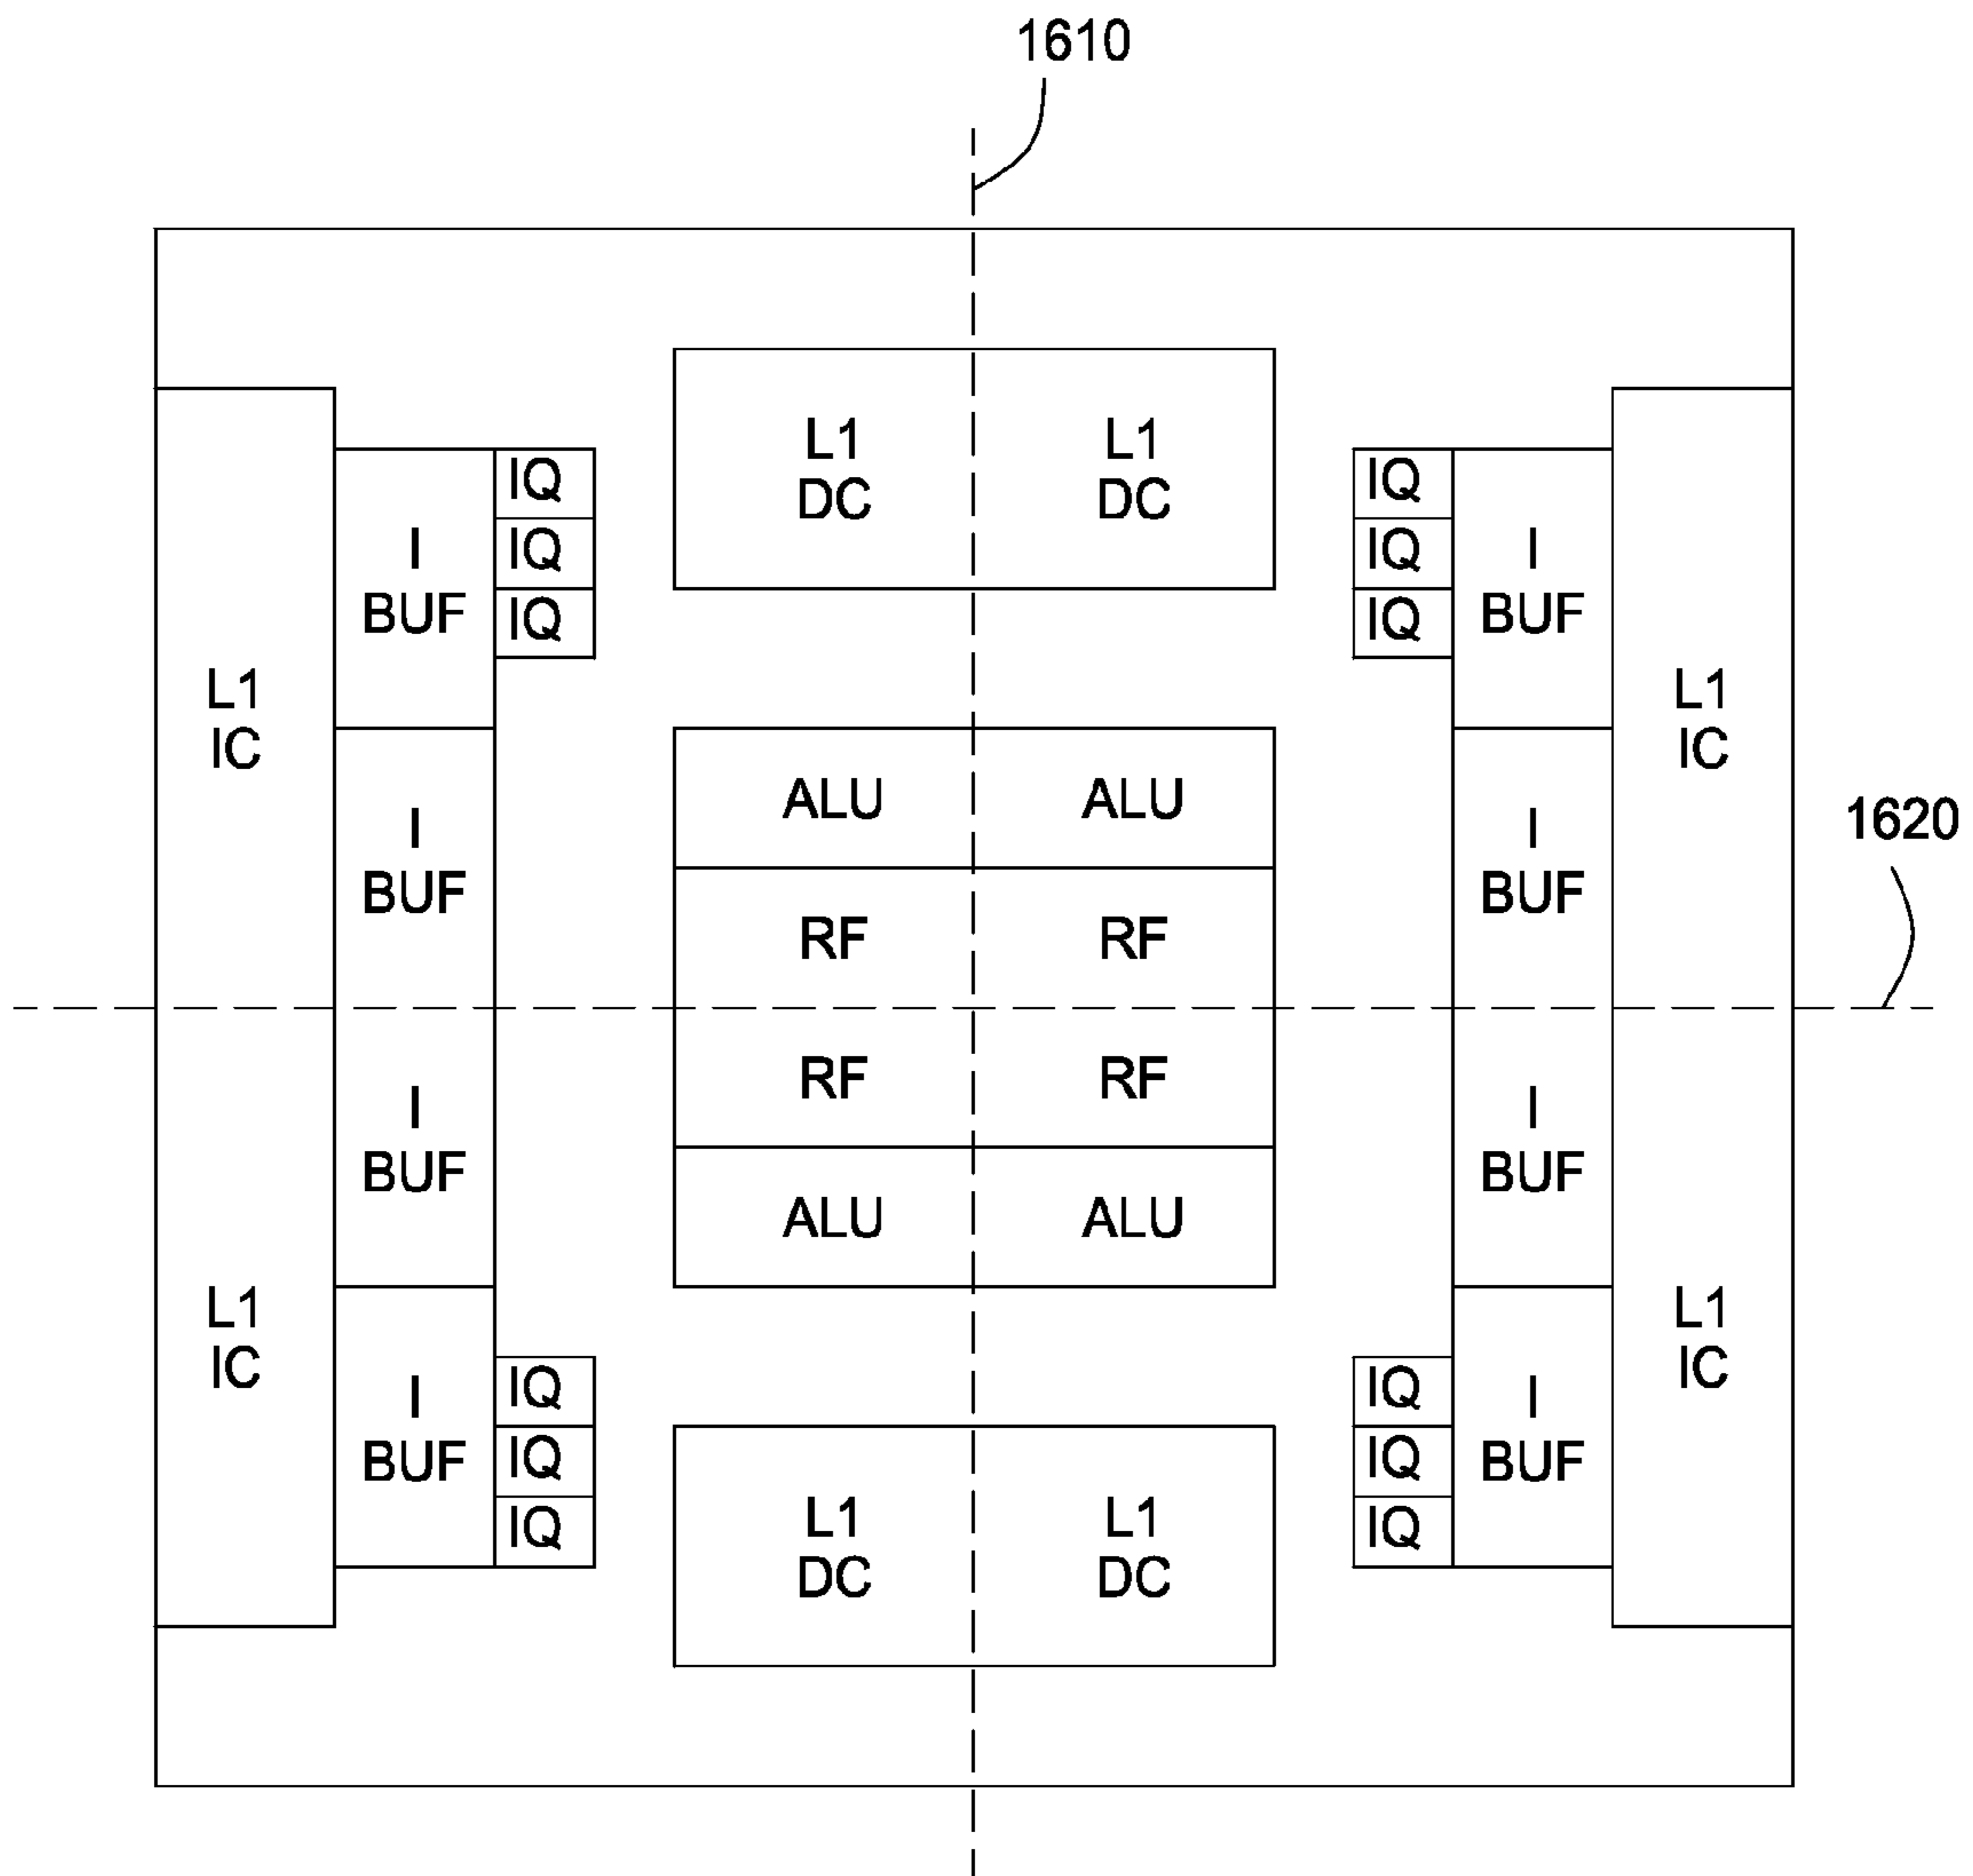 1610
L1
DC
L1
DC
IQ
IQ
IQ
I
BUF
IQ
IQ
IQ
I
BUF
L1
IC
L1
IC
I
BUF
ALU
ALU
I
BUF
1620
RF
RF
RF
RF
I
BUF
I
BUF
ALU
ALU
L1
IC
L1
IC
I
BUF
IQ
IQ
IQ
IQ
IQ
IQ
I
BUF
L1
DC
L1
DC